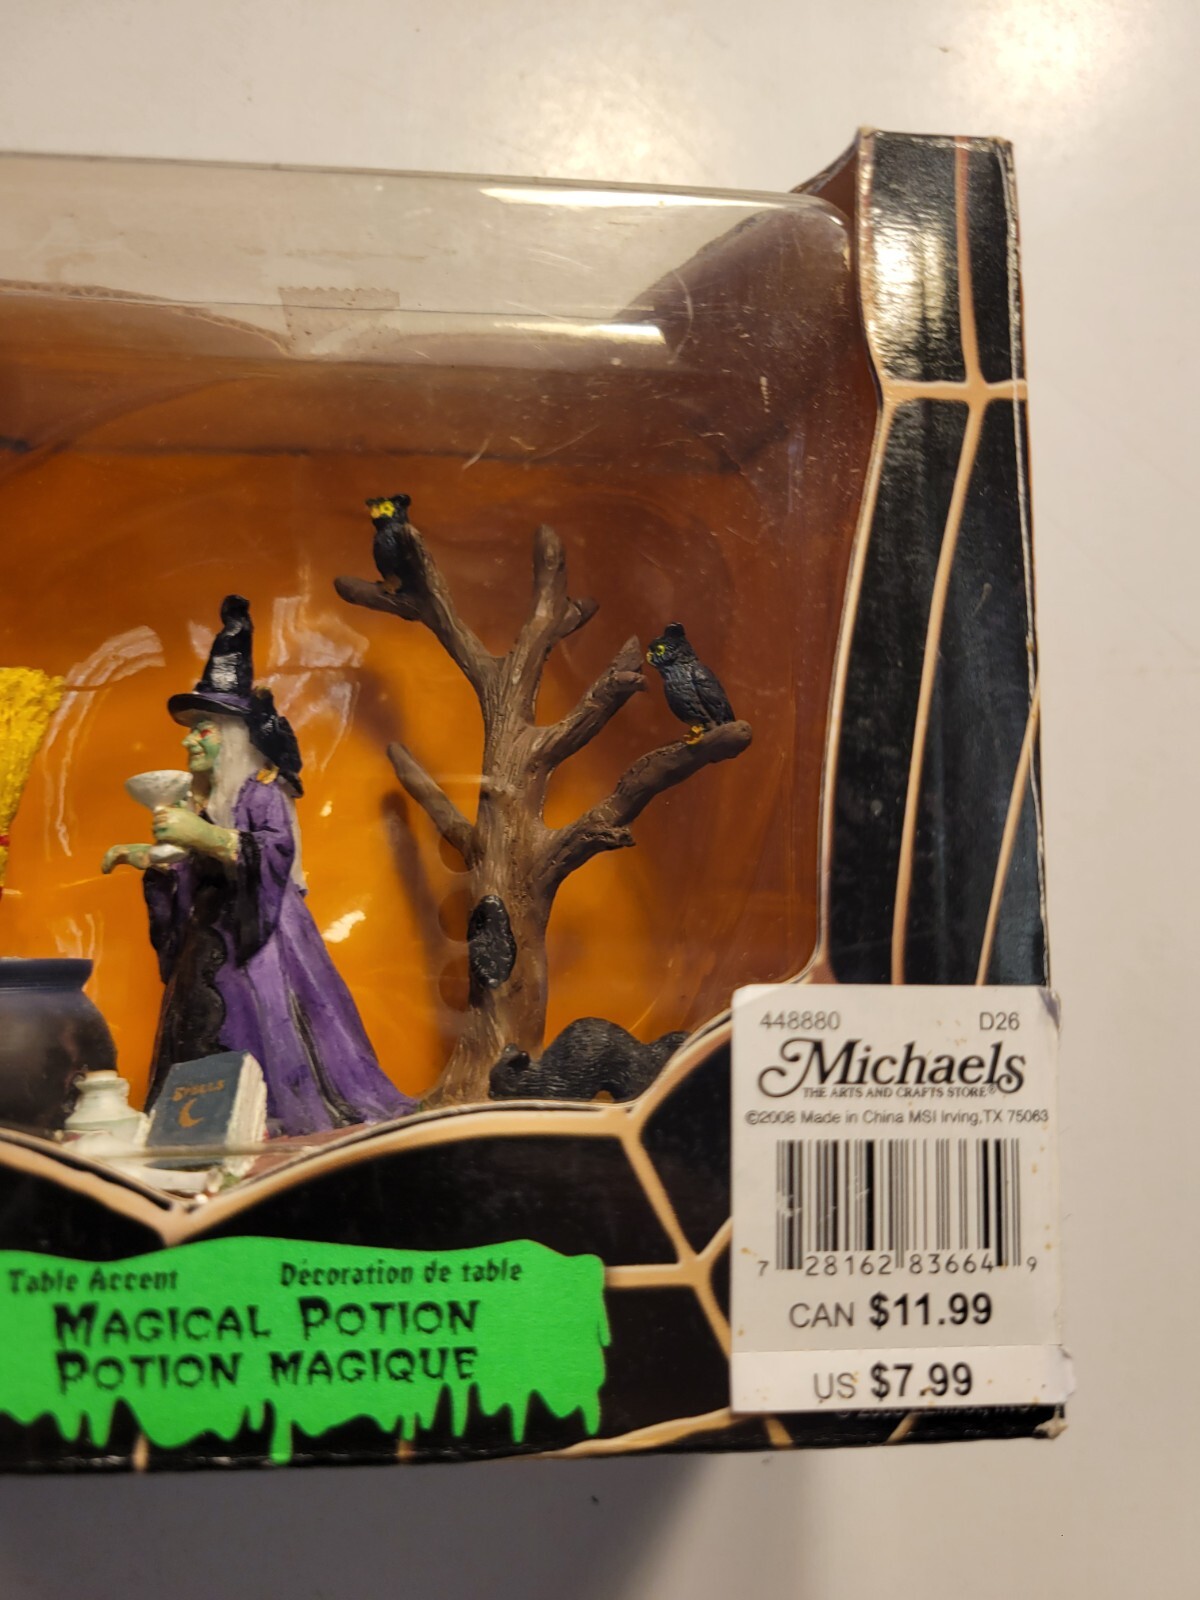 SPELLS
448880 D26
Michaels
THE ARTS AND CRAFTS STORE®
©2008 Made in China MSI Irving, TX 75063
7 28162 83664 9
CAN $11.99
US $7.99
Table Accent Décoration de table
MAGICAL POTION
POTION MAGIQUE